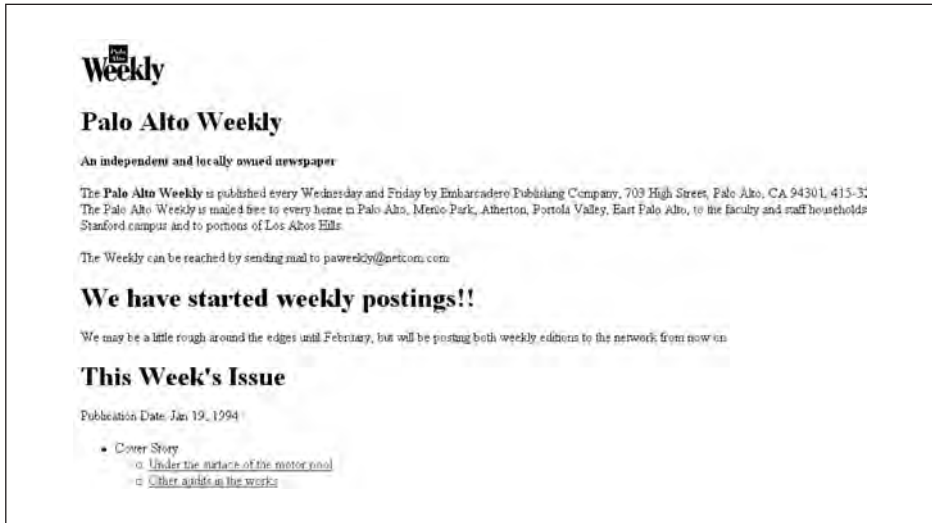 Palo Alto
Weekly
Palo Alto Weekly
An independent and locally owned newspaper
The Palo Alto Weekly is published every Wednesday and Friday by Embarcadero Publishing Company, 703 High Street, Palo Alto, CA 94301, 415-32
The Palo Alto Weekly is mailed free to every home in Palo Alto, Menlo Park, Atherton, Portola Valley, East Palo Alto, to the faculty and staff households
Stanford campus and to portions of Los Altos Hills.
The Weekly can be reached by sending mail to paweekly@netcom.com
We have started weekly postings!!
We may be a little rough around the edges until February, but will be posting both weekly editions to the network from now on.
This Week's Issue
Publication Date: Jan 19, 1994
Cover Story
Under the surface of the motor pool
Other audits in the works